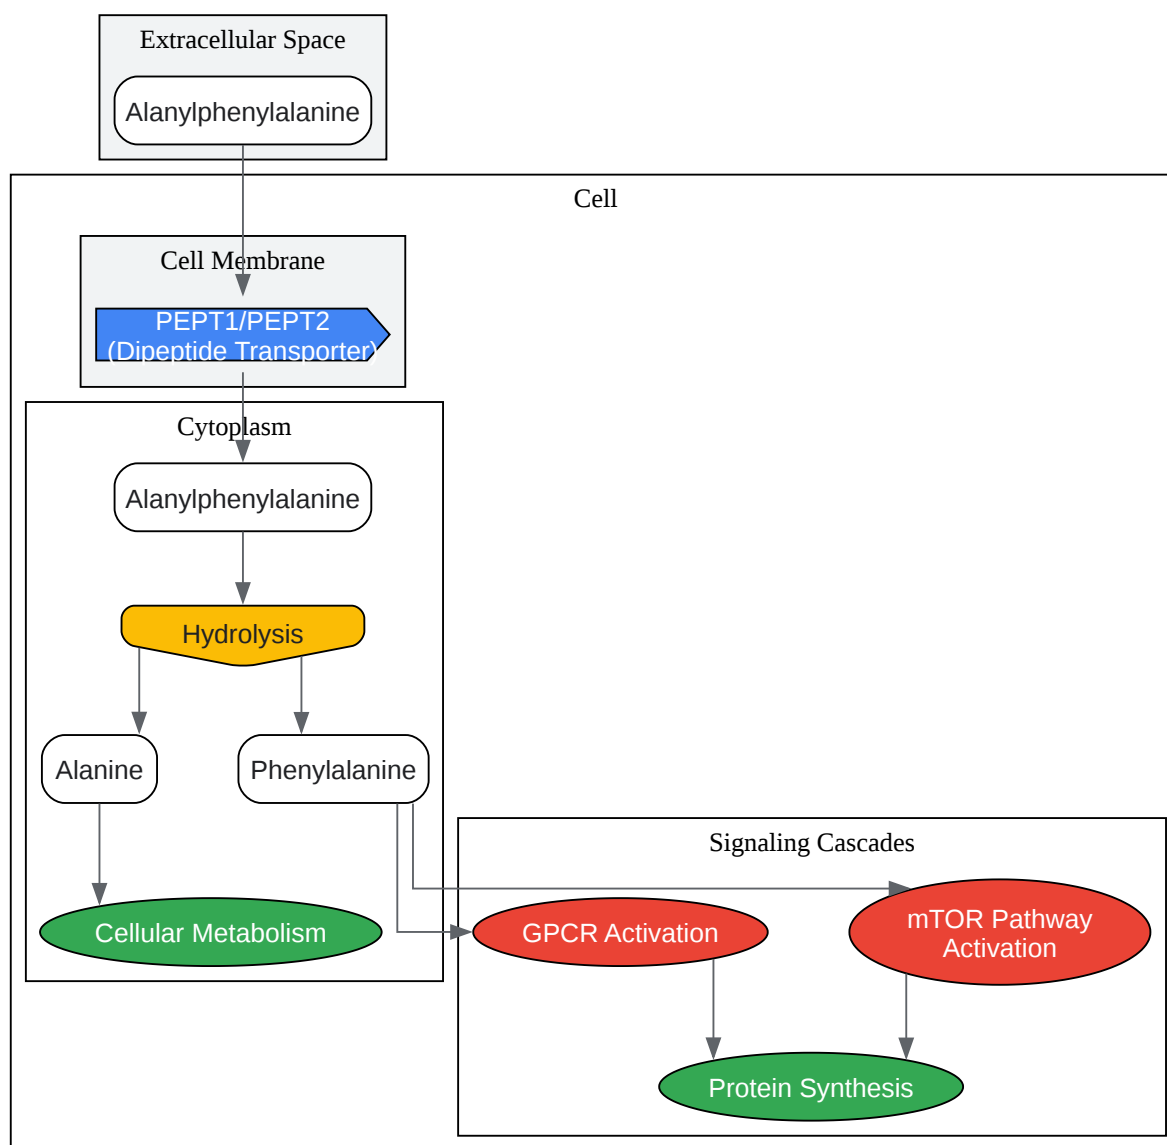 Extracellular Space
Alanylphenylalanine
Cell
Cell Membrane
PEPT1/PEPT2
(Dipeptide Transporter)
Cytoplasm
Alanylphenylalanine
Hydrolysis
Alanine
Phenylalanine
Cellular Metabolism
Signaling Cascades
GPCR Activation
mTOR Pathway
Activation
Protein Synthesis